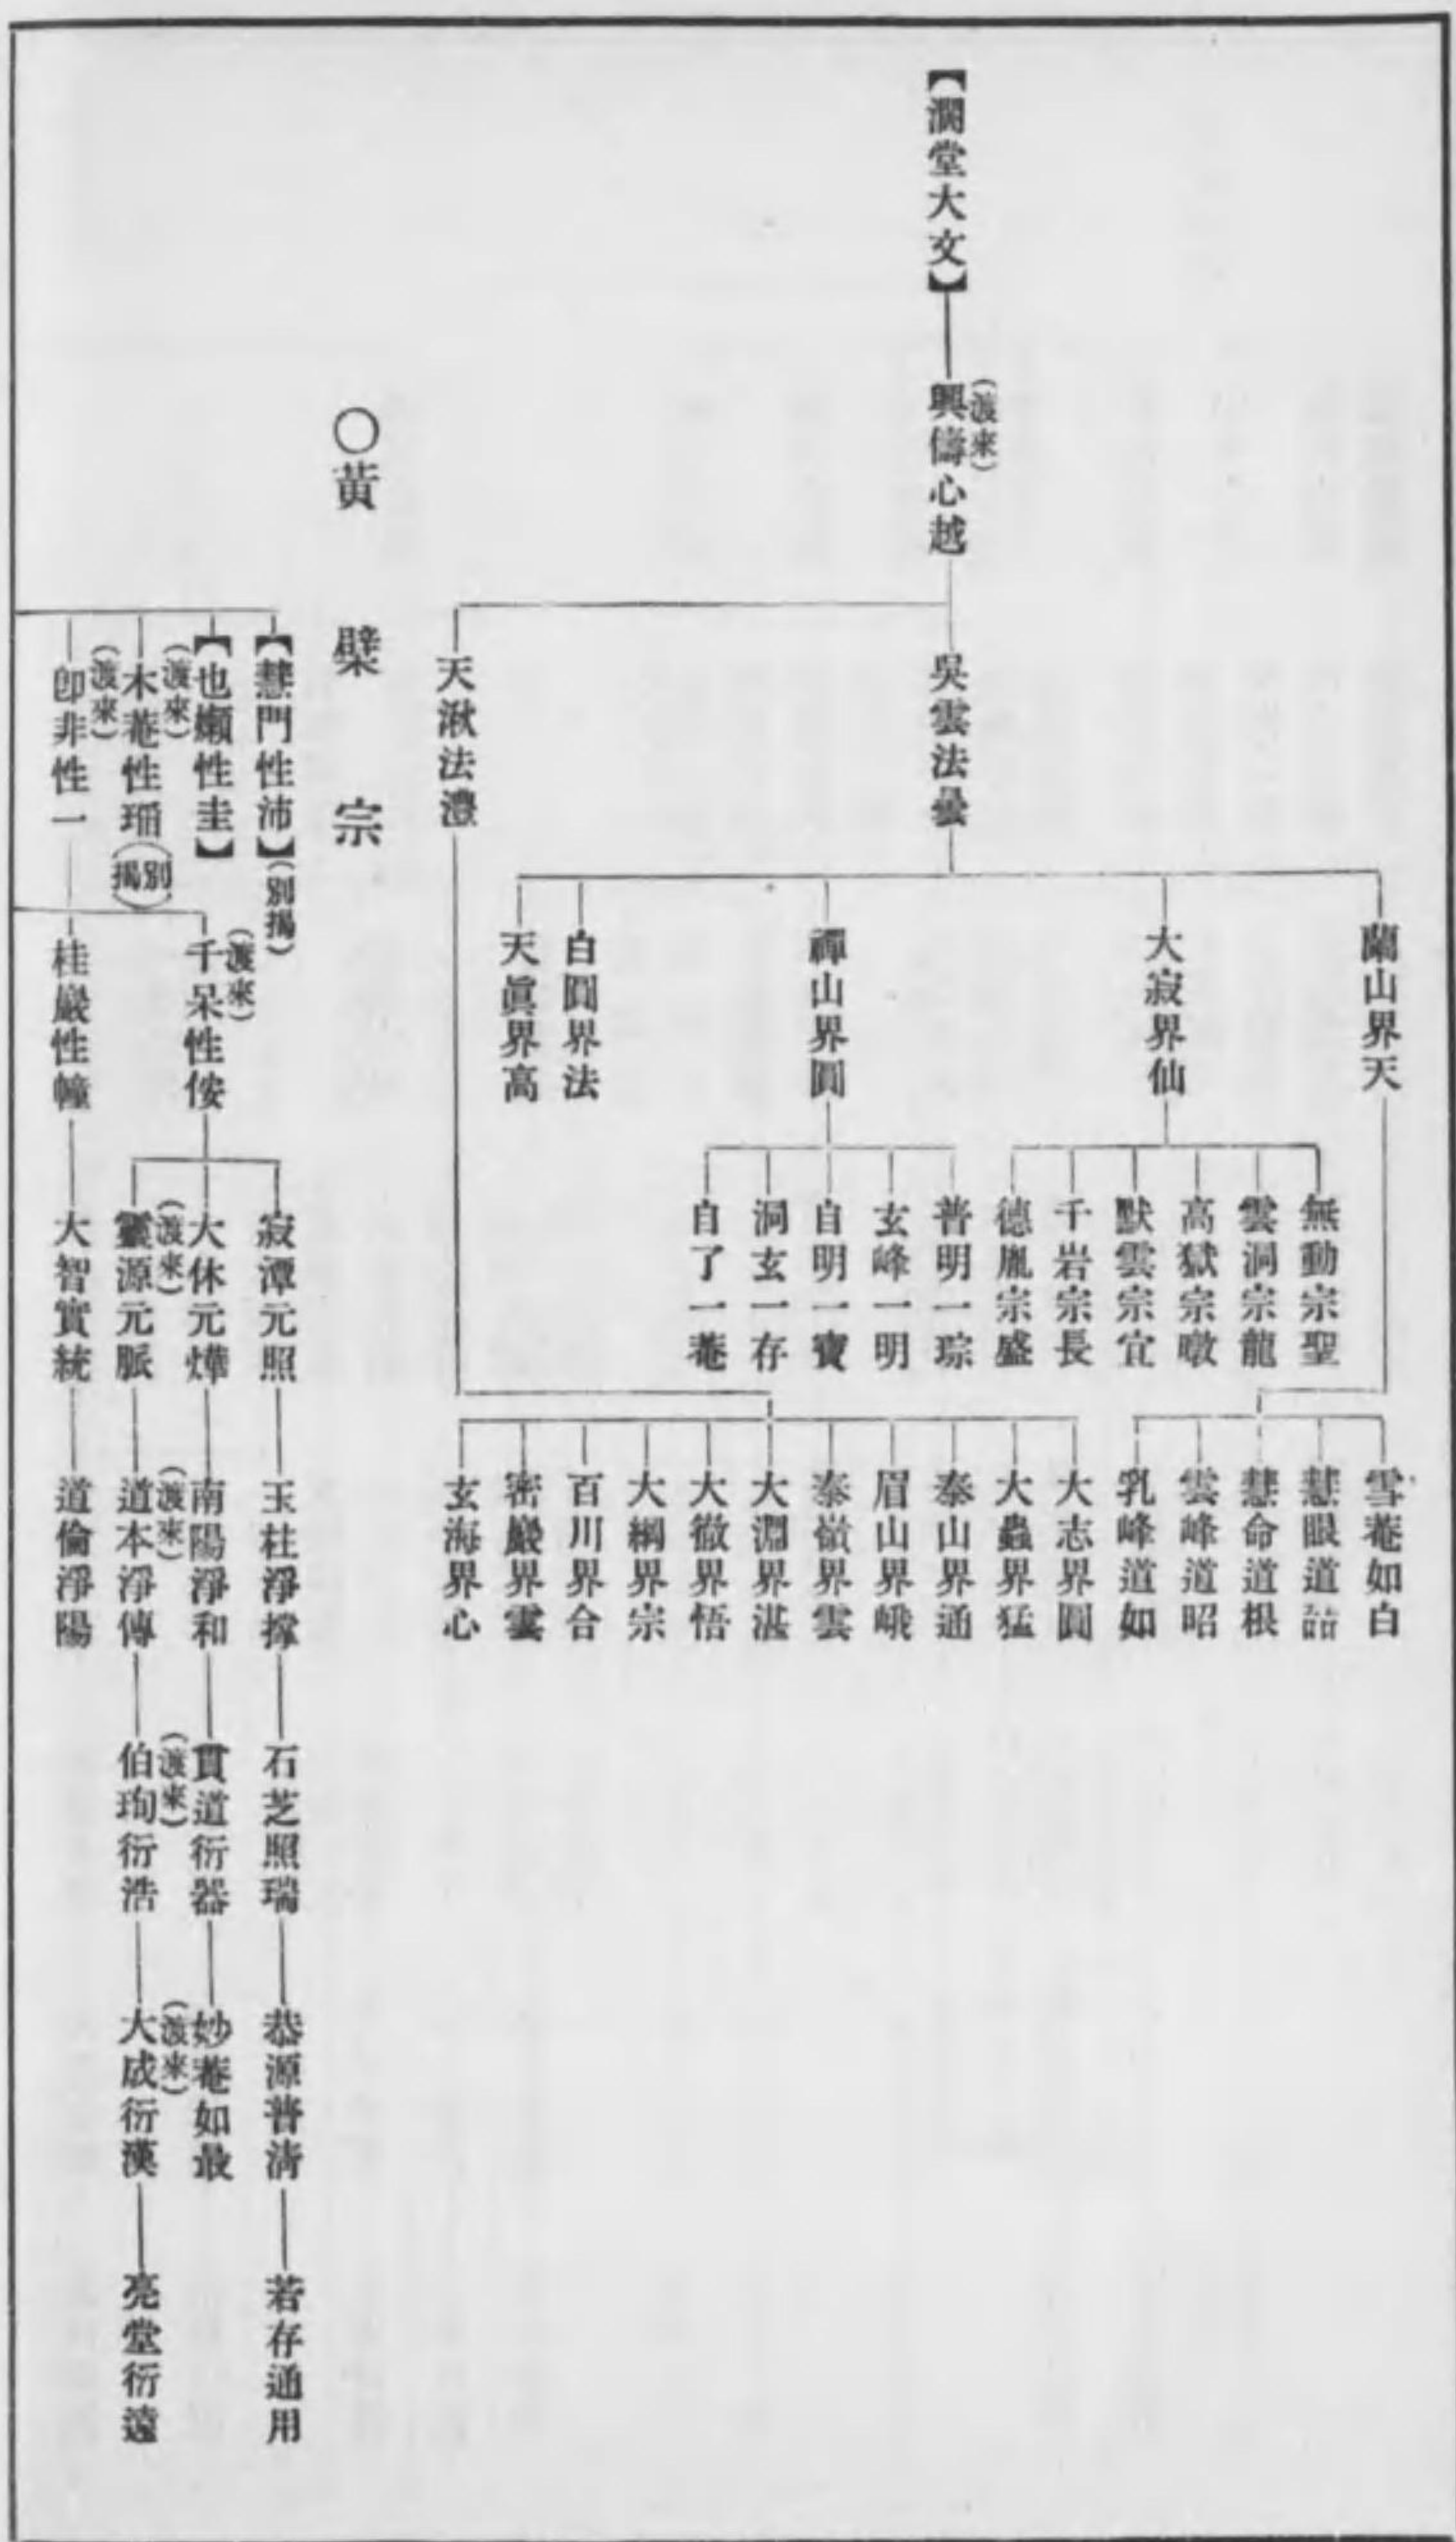 【濶堂大文】
(渡來)
興儔心越
吳雲法曇
蘭山界天
雪菴如白
慧眼道喆
慧命道根
雲峰道昭
乳峰道如
大寂界仙
無動宗聖
雲洞宗龍
高獄宗暾
默雲宗宜
千岩宗長
德胤宗盛
禪山界圓
普明一琮
玄峰一明
自明一寶
洞玄一存
自了一菴
白圓界法
天眞界高
天湫法澧
大志界圓
大蟲界猛
泰山界通
眉山界峨
泰嶺界雲
大淵界湛
大徹界悟
大綱界宗
百川界合
密巖界雲
玄海界心
〇黃檗宗
【慧門性沛】(別揭)
【也嬾性圭】
(渡來)
木菴性瑫(別揭)
(渡來)
卽非性一
(渡來)
千呆性侒
寂潭元照
玉柱淨撑
石芝照瑞
恭源普淸
若存通用
大休元燁
南陽淨和
貫道衍器
妙菴如最
(渡來)
靈源元脈
(渡來)
道本淨傳
(渡來)
伯珣衍浩
(渡來)
大成衍漢
亮堂衍遠
桂巖性幢
大智實統
道倫淨陽